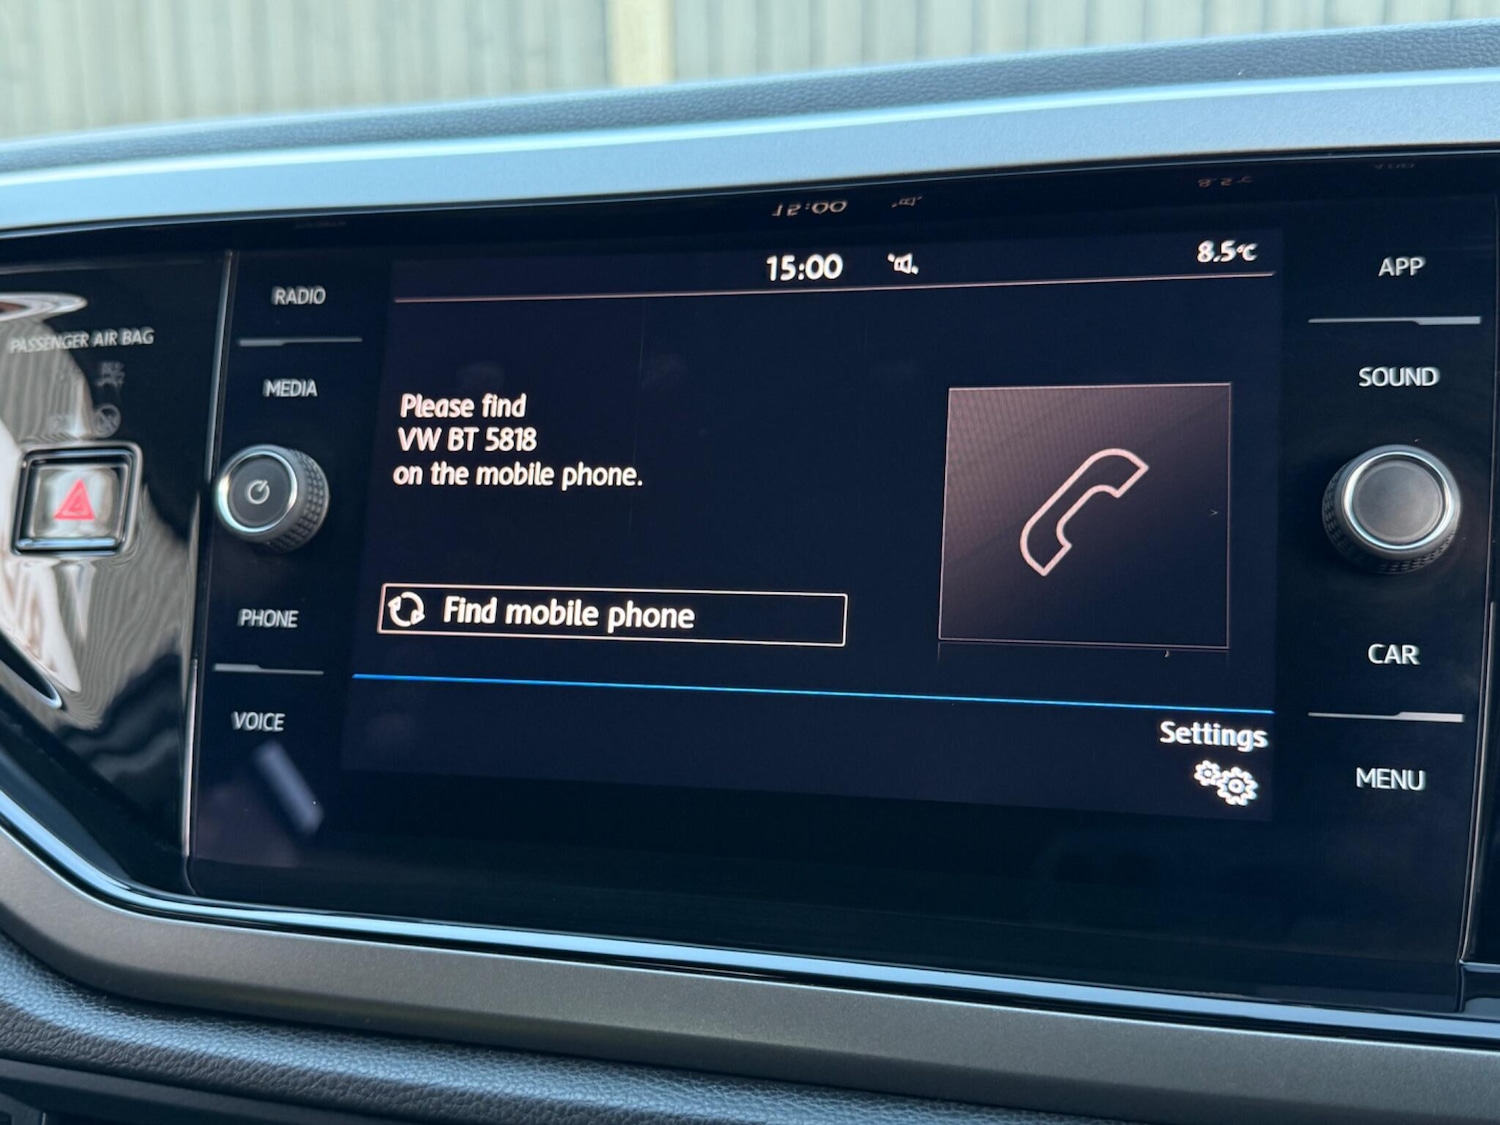 15:00
8.5°C
RADIO
PASSENGER AIR BAG
MEDIA
PHONE
VOICE
Please find
VW BT 5818
on the mobile phone.
Find mobile phone
Settings
APP
SOUND
CAR
MENU